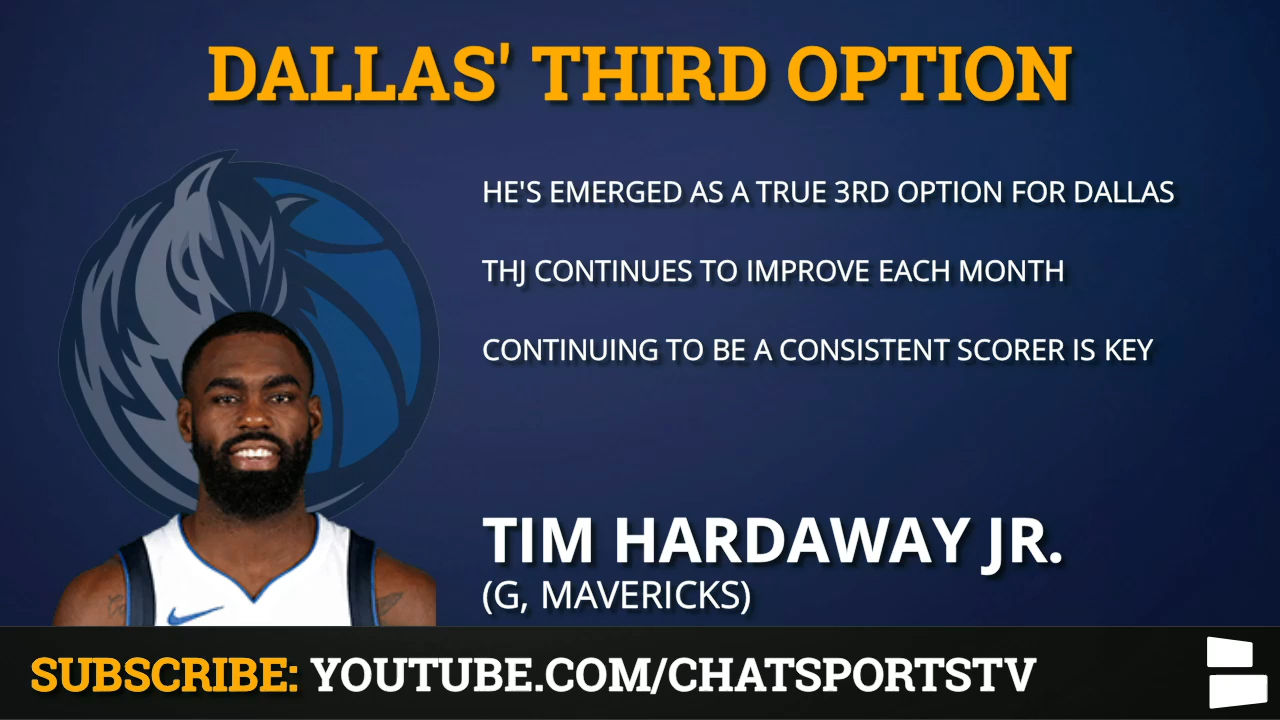 DALLAS' THIRD OPTION
HE'S EMERGED AS A TRUE 3RD OPTION FOR DALLAS
THJ CONTINUES TO IMPROVE EACH MONTH
CONTINUING TO BE A CONSISTENT SCORER IS KEY
TIM HARDAWAY JR.
(G, MAVERICKS)
SUBSCRIBE: YOUTUBE.COM/CHATSPORTSTV